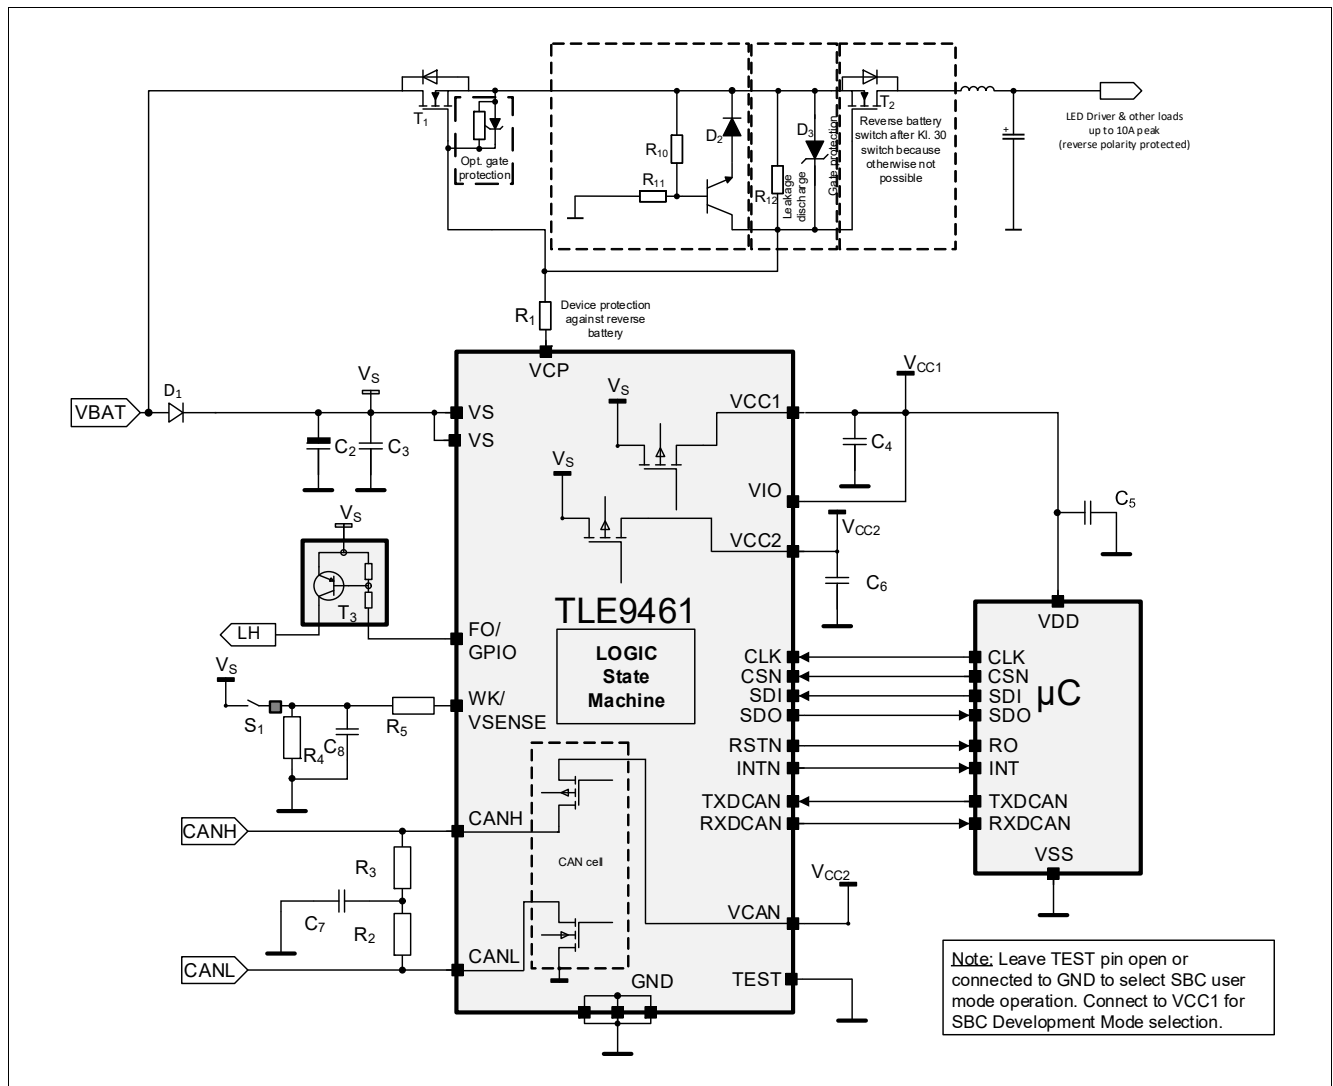 T1
Opt. gate
protection
R10
R11
D2
R12
Leakage
discharge
D3
Gate protection
T2
Reverse battery
switch after Kl. 30
switch because
otherwise not
possible
+
LED Driver & other loads
up to 10A peak
(reverse polarity protected)
R1
Device protection
against reverse
battery
VBAT
D1
VS
C2
C3
VCP
VS
VS
VS
VS
VCC1
VIO
VCC2
VCC1
C4
VCC2
C6
C5
VS
T3
LH
FO/
GPIO
VS
S1
R4
C8
R5
WK/
VSENSE
TLE9461
LOGIC
State
Machine
CLK
CSN
SDI
SDO
RSTN
INTN
TXDCAN
RXDCAN
VDD
CLK
CSN
SDI
SDO
µC
RO
INT
TXDCAN
RXDCAN
VSS
CANH
R3
C7
R2
CANL
CANH
CANL
CAN cell
VCAN
VCC2
TEST
GND
Note: Leave TEST pin open or
connected to GND to select SBC user
mode operation. Connect to VCC1 for
SBC Development Mode selection.